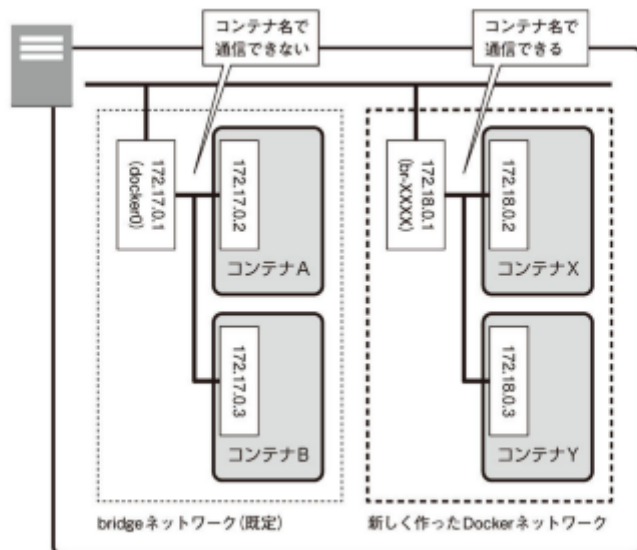 コンテナ名で
通信できない
コンテナ名で
通信できる
172.17.0.1
(docker0)
172.17.0.2
コンテナA
172.17.0.3
コンテナB
bridgeネットワーク(既定)
172.18.0.1
(br-XXXX)
172.18.0.2
コンテナX
172.18.0.3
コンテナY
新しく作ったDockerネットワーク